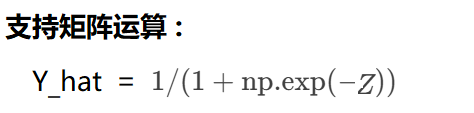 支持矩阵运算：
Y_hat = 1/(1 + np.exp(−Z))